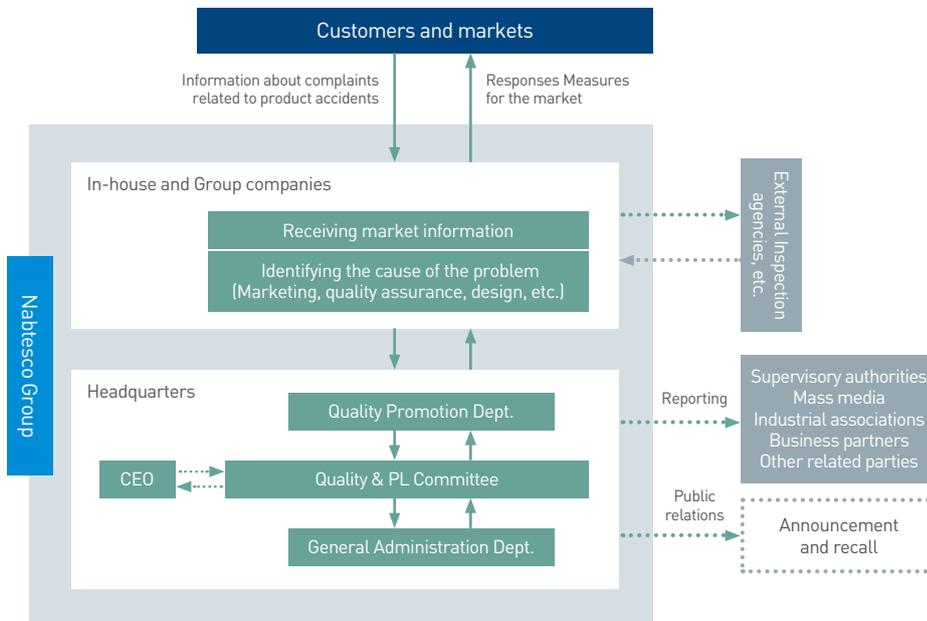 Customers and markets
Information about complaints
related to product accidents
Responses Measures
for the market
In-house and Group companies
Receiving market information
Identifying the cause of the problem
(Marketing, quality assurance, design, etc.)
External Inspection
agencies, etc.
Nabtesco Group
Headquarters
Quality Promotion Dept.
CEO
Quality & PL Committee
General Administration Dept.
Reporting
Supervisory authorities
Mass media
Industrial associations
Business partners
Other related parties
Public
relations
Announcement
and recall